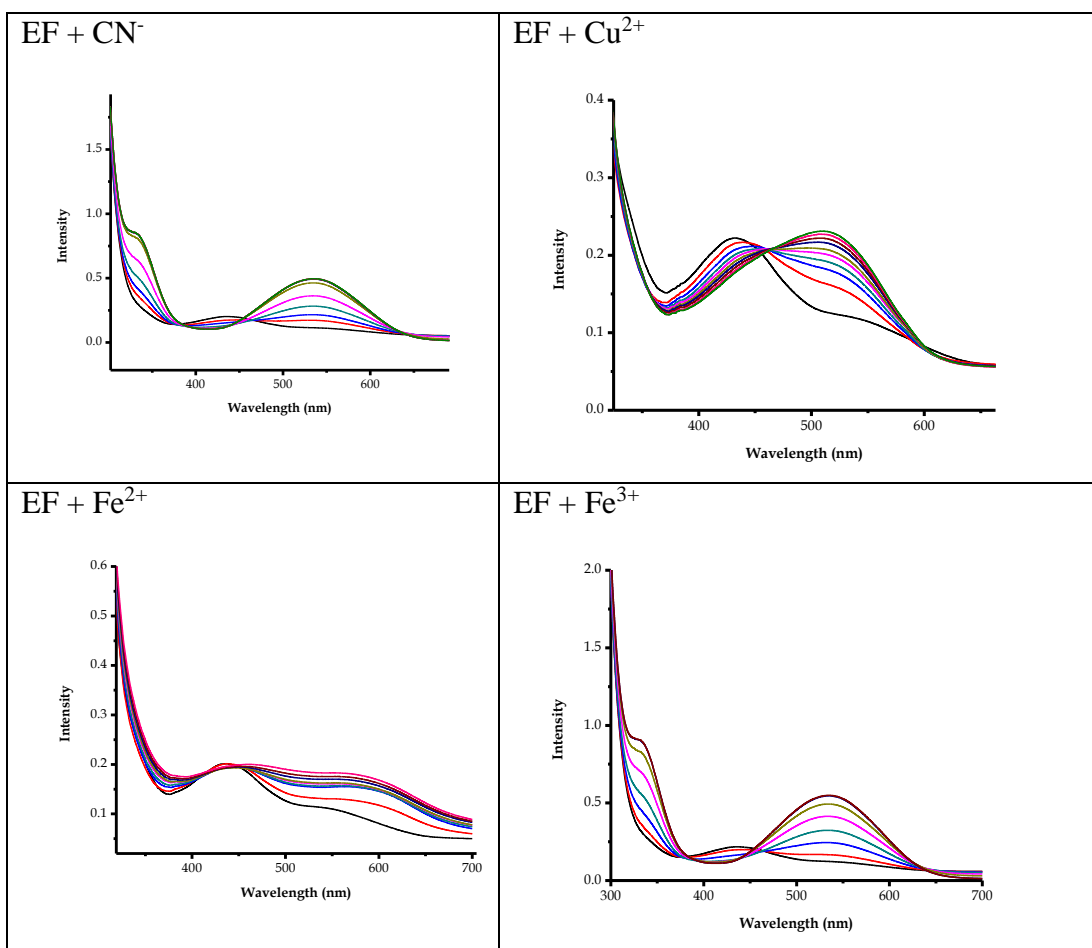 EF + CN⁻
Intensity
1.5
1.0
0.5
0.0
400
500
600
Wavelength (nm)
EF + Cu²⁺
Intensity
0.4
0.3
0.2
0.1
0.0
400
500
600
Wavelength (nm)
EF + Fe²⁺
Intensity
0.6
0.5
0.4
0.3
0.2
0.1
400
500
600
700
Wavelength (nm)
EF + Fe³⁺
Intensity
2.0
1.5
1.0
0.5
0.0
300
400
500
600
700
Wavelength (nm)